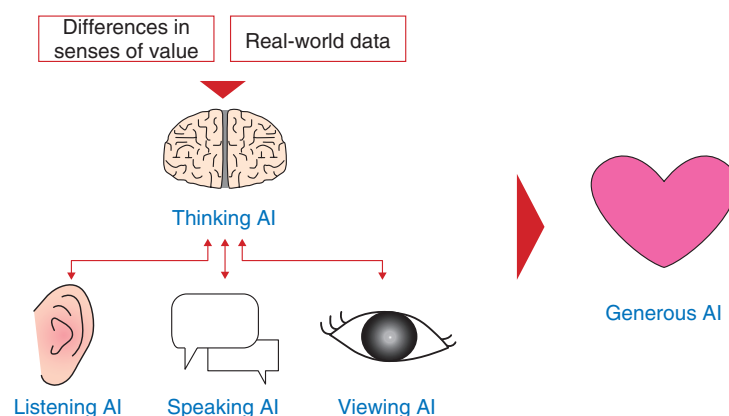 Differences in
senses of value
Real-world data
Thinking AI
Generous AI
Listening AI
Speaking AI
Viewing AI